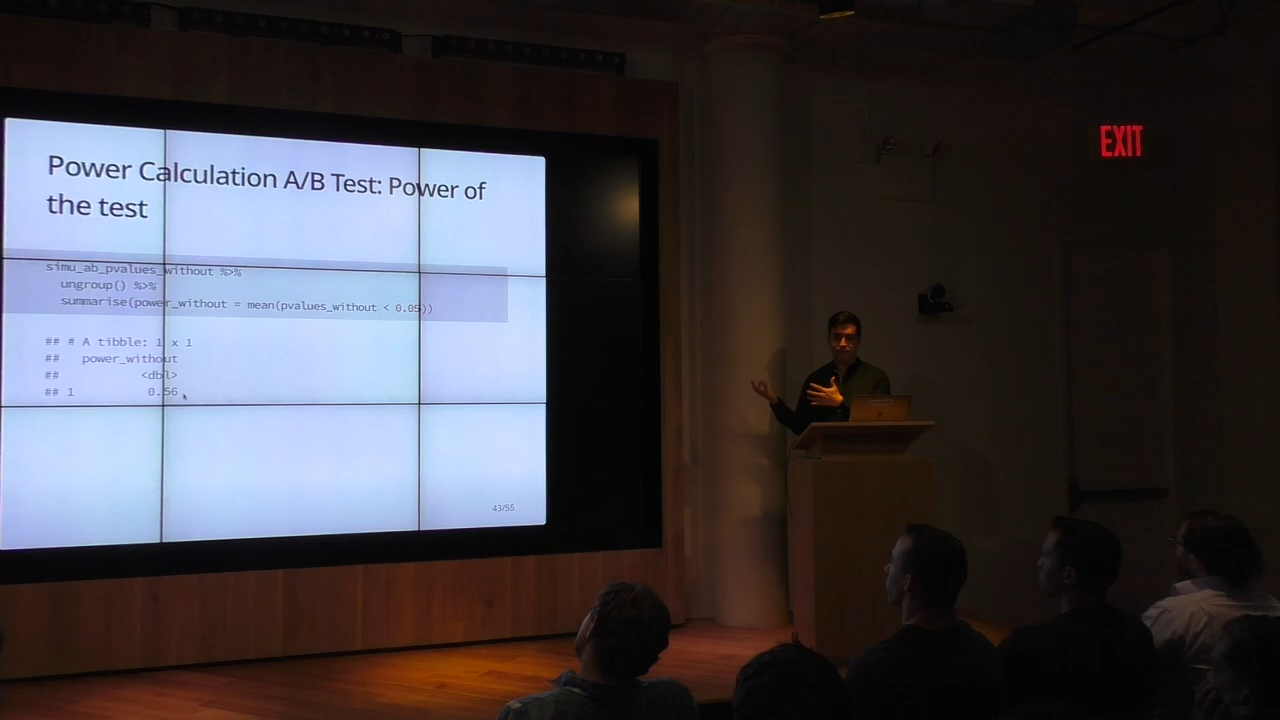 Power Calculation A/B Test: Power of
the test
simu_ab_pvalues_without %>%
ungroup() %>%
summarise(power_without = mean(pvalues_without < 0.05))
## # A tibble: 1 x 1
## power_without
## <dbl>
## 1 0.56
43/55
EXIT